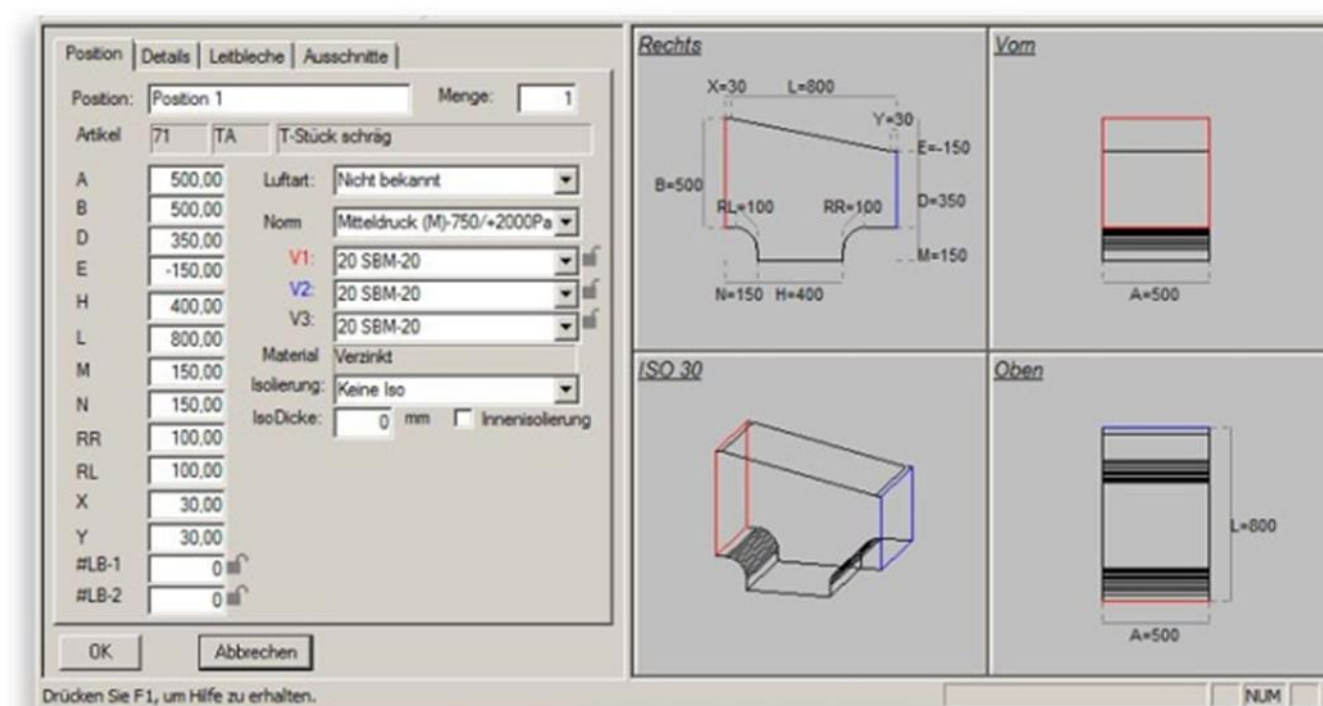 Position Details Leitbleche Ausschnitte
Position: Position 1 Menge: 1
Artikel 71 TA T-Stück schräg
A 500,00 Luftart: Nicht bekannt
B 500,00 Norm Mitteldruck (M)-750/+2000Pa
D 350,00
E -150,00 V1: 20 SBM-20
H 400,00 V2: 20 SBM-20
L 800,00 V3: 20 SBM-20
M 150,00 Material Verzinkt
N 150,00 Isolierung: Keine Iso
RR 100,00 IsoDicke: 0 mm Innenisolierung
RL 100,00
X 30,00
Y 30,00
#LB-1 0
#LB-2 0
OK Abbrechen
Drücken Sie F1, um Hilfe zu erhalten.
Rechts
X=30 L=800
Y=30
E=-150
B=500
D=350
RL=100 RR=100
M=150
N=150 H=400
Vorn
A=500
ISO 30
Oben
L=800
A=500
NUM